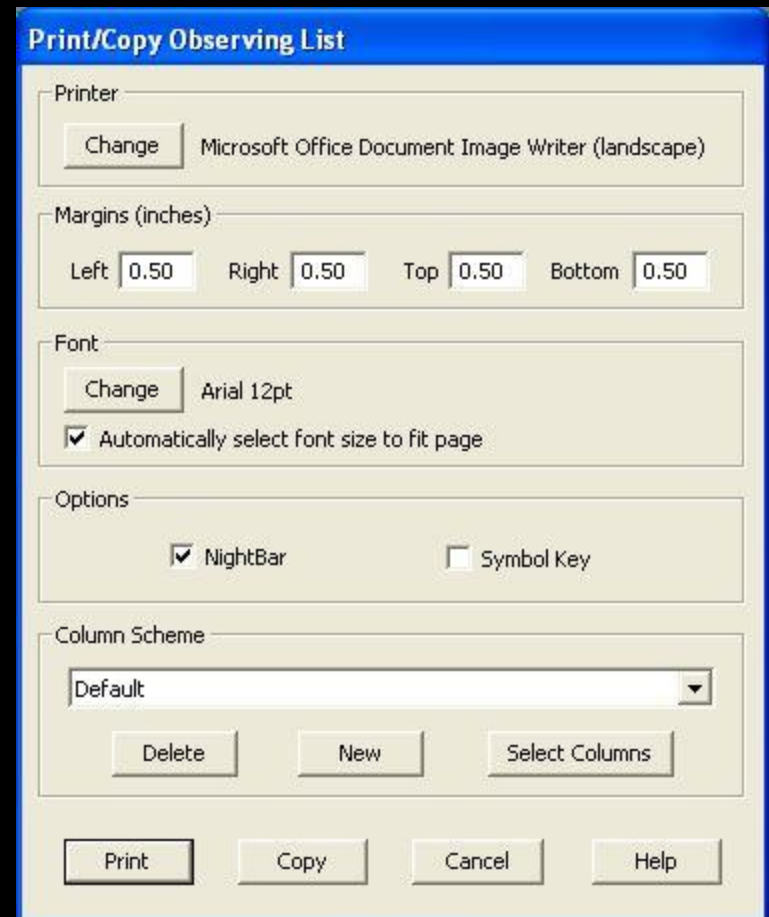 Print/Copy Observing List
Printer
Change Microsoft Office Document Image Writer (landscape)
Margins (inches)
Left 0.50 Right 0.50 Top 0.50 Bottom 0.50
Font
Change Arial 12pt
Automatically select font size to fit page
Options
NightBar Symbol Key
Column Scheme
Default
Delete New Select Columns
Print Copy Cancel Help